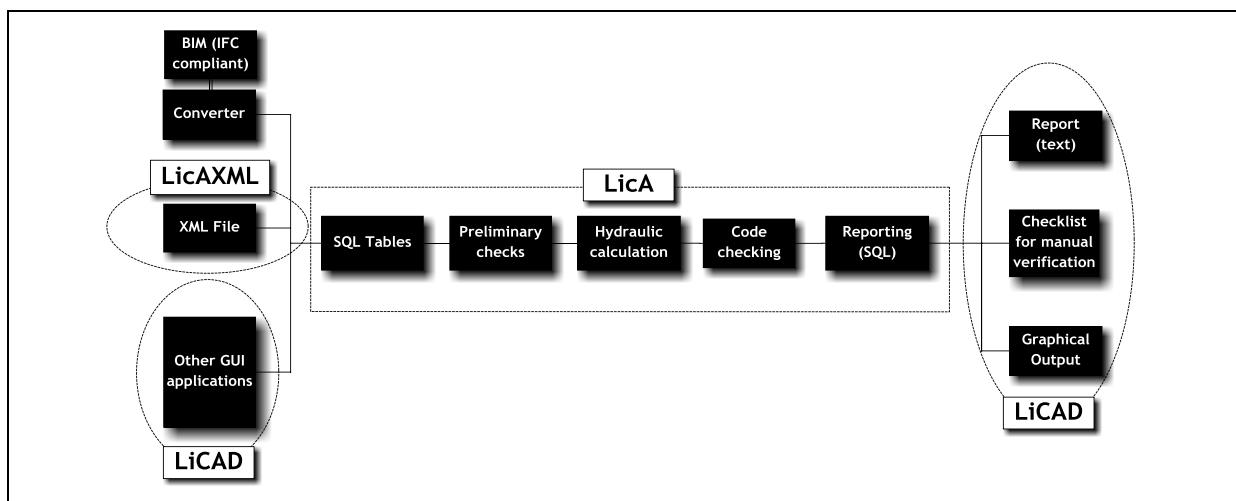 BIM (IFC
compliant)
Converter
LicAXML
XML File
Other GUI
applications
LiCAD
LicA
SQL Tables
Preliminary
checks
Hydraulic
calculation
Code
checking
Reporting
(SQL)
Report
(text)
Checklist
for manual
verification
Graphical
Output
LiCAD